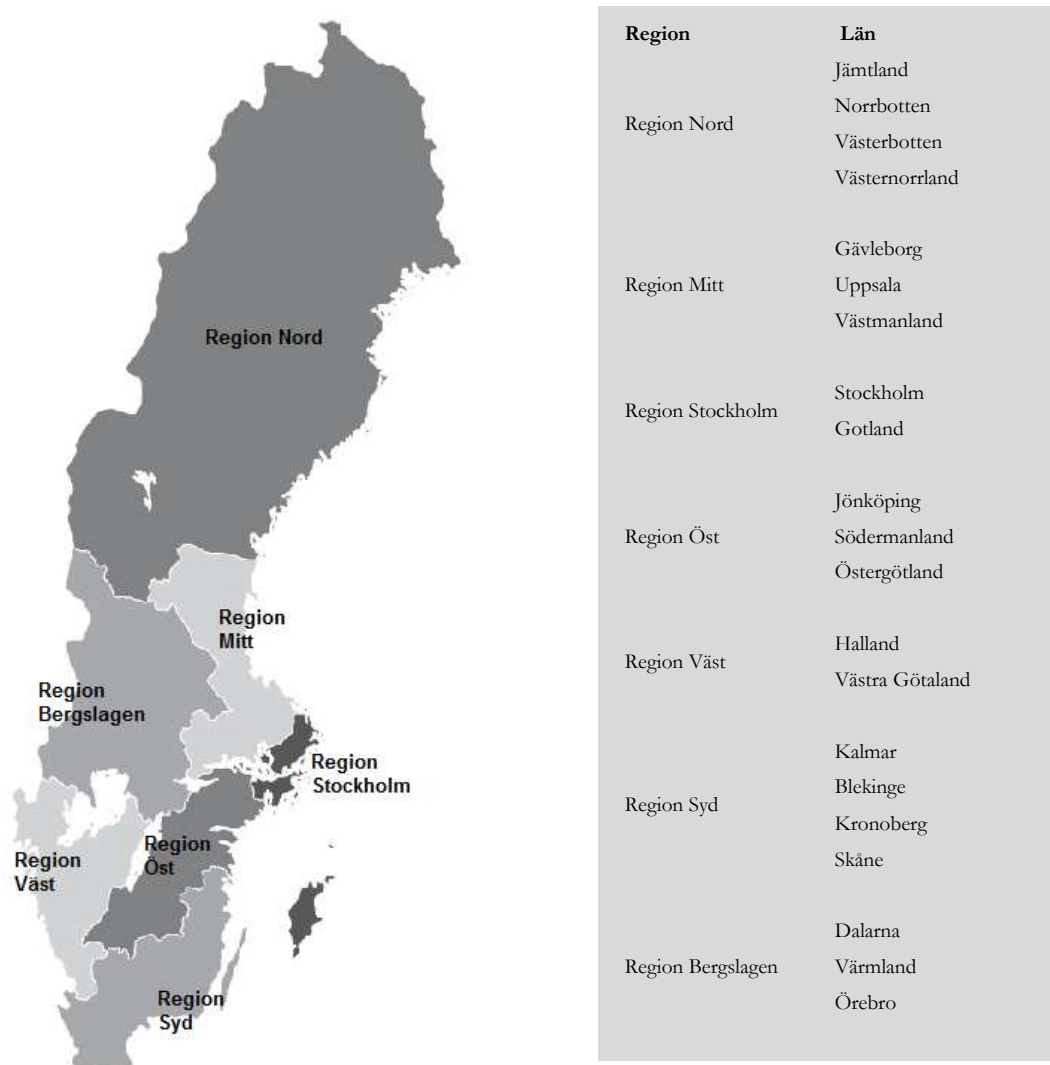 Region Nord
Region
Mitt
Region
Bergslagen
Region
Stockholm
Region
Öst
Region
Väst
Region
Syd
Region Län
Jämtland
Norrbotten
Region Nord
Västerbotten
Västernorrland
Gävleborg
Region Mitt Uppsala
Västmanland
Stockholm
Region Stockholm
Gotland
Jönköping
Region Öst Södermanland
Östergötland
Halland
Region Väst
Västra Götaland
Kalmar
Blekinge
Region Syd
Kronoberg
Skåne
Dalarna
Region Bergslagen Värmland
Örebro